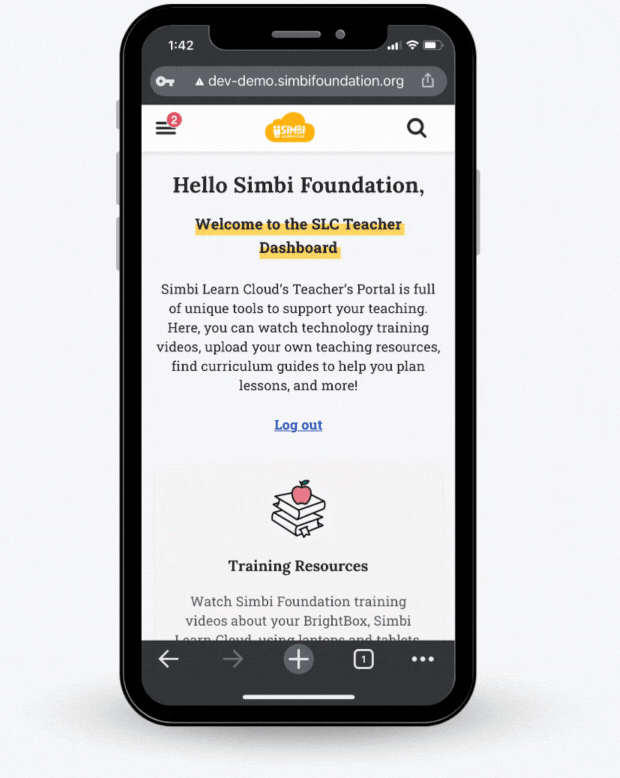 1:42
dev-demo.simbifoundation.org
2
SiMBi
Hello Simbi Foundation,
Welcome to the SLC Teacher
Dashboard
Simbi Learn Cloud’s Teacher’s Portal is full
of unique tools to support your teaching.
Here, you can watch technology training
videos, upload your own teaching resources,
find curriculum guides to help you plan
lessons, and more!
Log out
Training Resources
Watch Simbi Foundation training
videos about your BrightBox, Simbi
Learn Cloud, using laptops and tablets
1